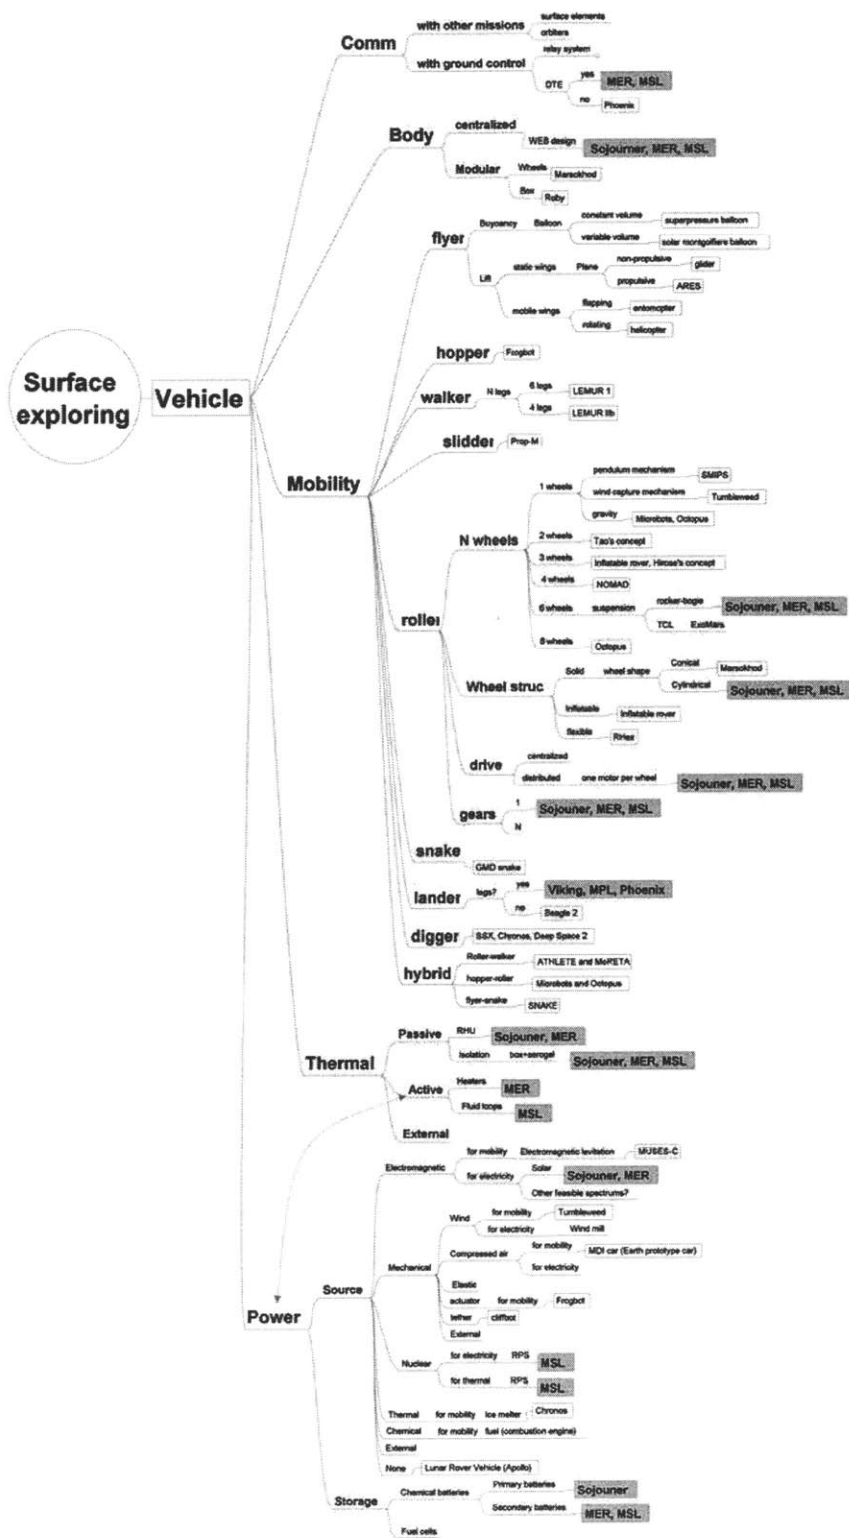 Surface exploring
Vehicle
Comm
with other missions
surface elements
orbiters
with ground control
relay system
DTE
yes
MER, MSL
no
Phoenix
Body
centralized
WEB design
Sojourner, MER, MSL
Modular
Wheels
Marsokhod
Box
Roby
Mobility
flyer
Buyoancy
Balloon
constant volume
superpressure balloon
variable volume
solar montgolfiere balloon
Lift
static wings
Plane
non-propulsive
glider
propulsive
ARES
mobile wings
flapping
entomopter
rotating
helicopter
hopper
Frogbot
walker
N legs
6 legs
LEMUR 1
4 legs
LEMUR IIb
slidder
Prop-M
roller
N wheels
1 wheels
pendulum mechanism
SMIPS
wind capture mechanism
Tumbleweed
gravity
Microbots, Octopus
2 wheels
Tao's concept
3 wheels
Inflatable rover, Hirose's concept
4 wheels
NOMAD
6 wheels
suspension
rocker-bogie
Sojouner, MER, MSL
TCL
ExoMars
8 wheels
Octopus
Wheel struc
Solid
wheel shape
Conical
Marsokhod
Cylindrical
Sojouner, MER, MSL
Inflatable
Inflatable rover
flexible
RHex
drive
centralized
distributed
one motor per wheel
Sojouner, MER, MSL
gears
1
Sojouner, MER, MSL
N
snake
GMD snake
lander
legs?
yes
Viking, MPL, Phoenix
no
Beagle 2
digger
SSX, Chronos, Deep Space 2
hybrid
Roller-walker
ATHLETE and MoRETA
hopper-roller
Microbots and Octopus
flyer-snake
SNAKE
Thermal
Passive
RHU
Sojouner, MER
Isolation
box+aerogel
Sojouner, MER, MSL
Active
Heaters
MER
Fluid loops
MSL
External
Power
Source
Electromagnetic
for mobility
Electromagnetic levitation
MUSES-C
for electricity
Solar
Sojouner, MER
Other feasible spectrums?
Mechanical
Wind
for mobility
Tumbleweed
for electricity
Wind mill
Compressed air
for mobility
MDI car (Earth prototype car)
for electricity
Elastic
actuator
for mobility
Frogbot
tether
cliffbot
External
Nuclear
for electricity
RPS
MSL
for thermal
RPS
MSL
Thermal
for mobility
Ice melter
Chronos
Chemical
for mobility
fuel (combustion engine)
External
None
Lunar Rover Vehicle (Apollo)
Storage
Chemical batteries
Primary batteries
Sojouner
Secondary batteries
MER, MSL
Fuel cells